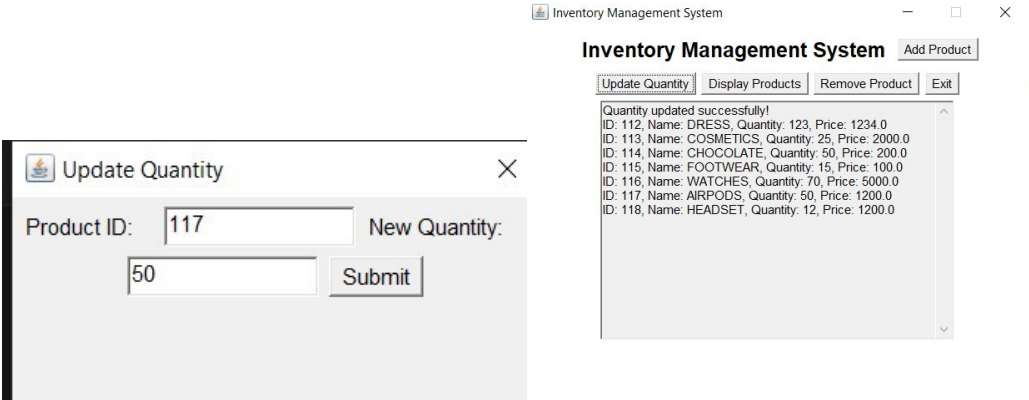 Update Quantity
Product ID: 117 New Quantity:
50 Submit
Inventory Management System
Inventory Management System Add Product
Update Quantity Display Products Remove Product Exit
Quantity updated successfully!
ID: 112, Name: DRESS, Quantity: 123, Price: 1234.0
ID: 113, Name: COSMETICS, Quantity: 25, Price: 2000.0
ID: 114, Name: CHOCOLATE, Quantity: 50, Price: 200.0
ID: 115, Name: FOOTWEAR, Quantity: 15, Price: 100.0
ID: 116, Name: WATCHES, Quantity: 70, Price: 5000.0
ID: 117, Name: AIRPODS, Quantity: 50, Price: 1200.0
ID: 118, Name: HEADSET, Quantity: 12, Price: 1200.0